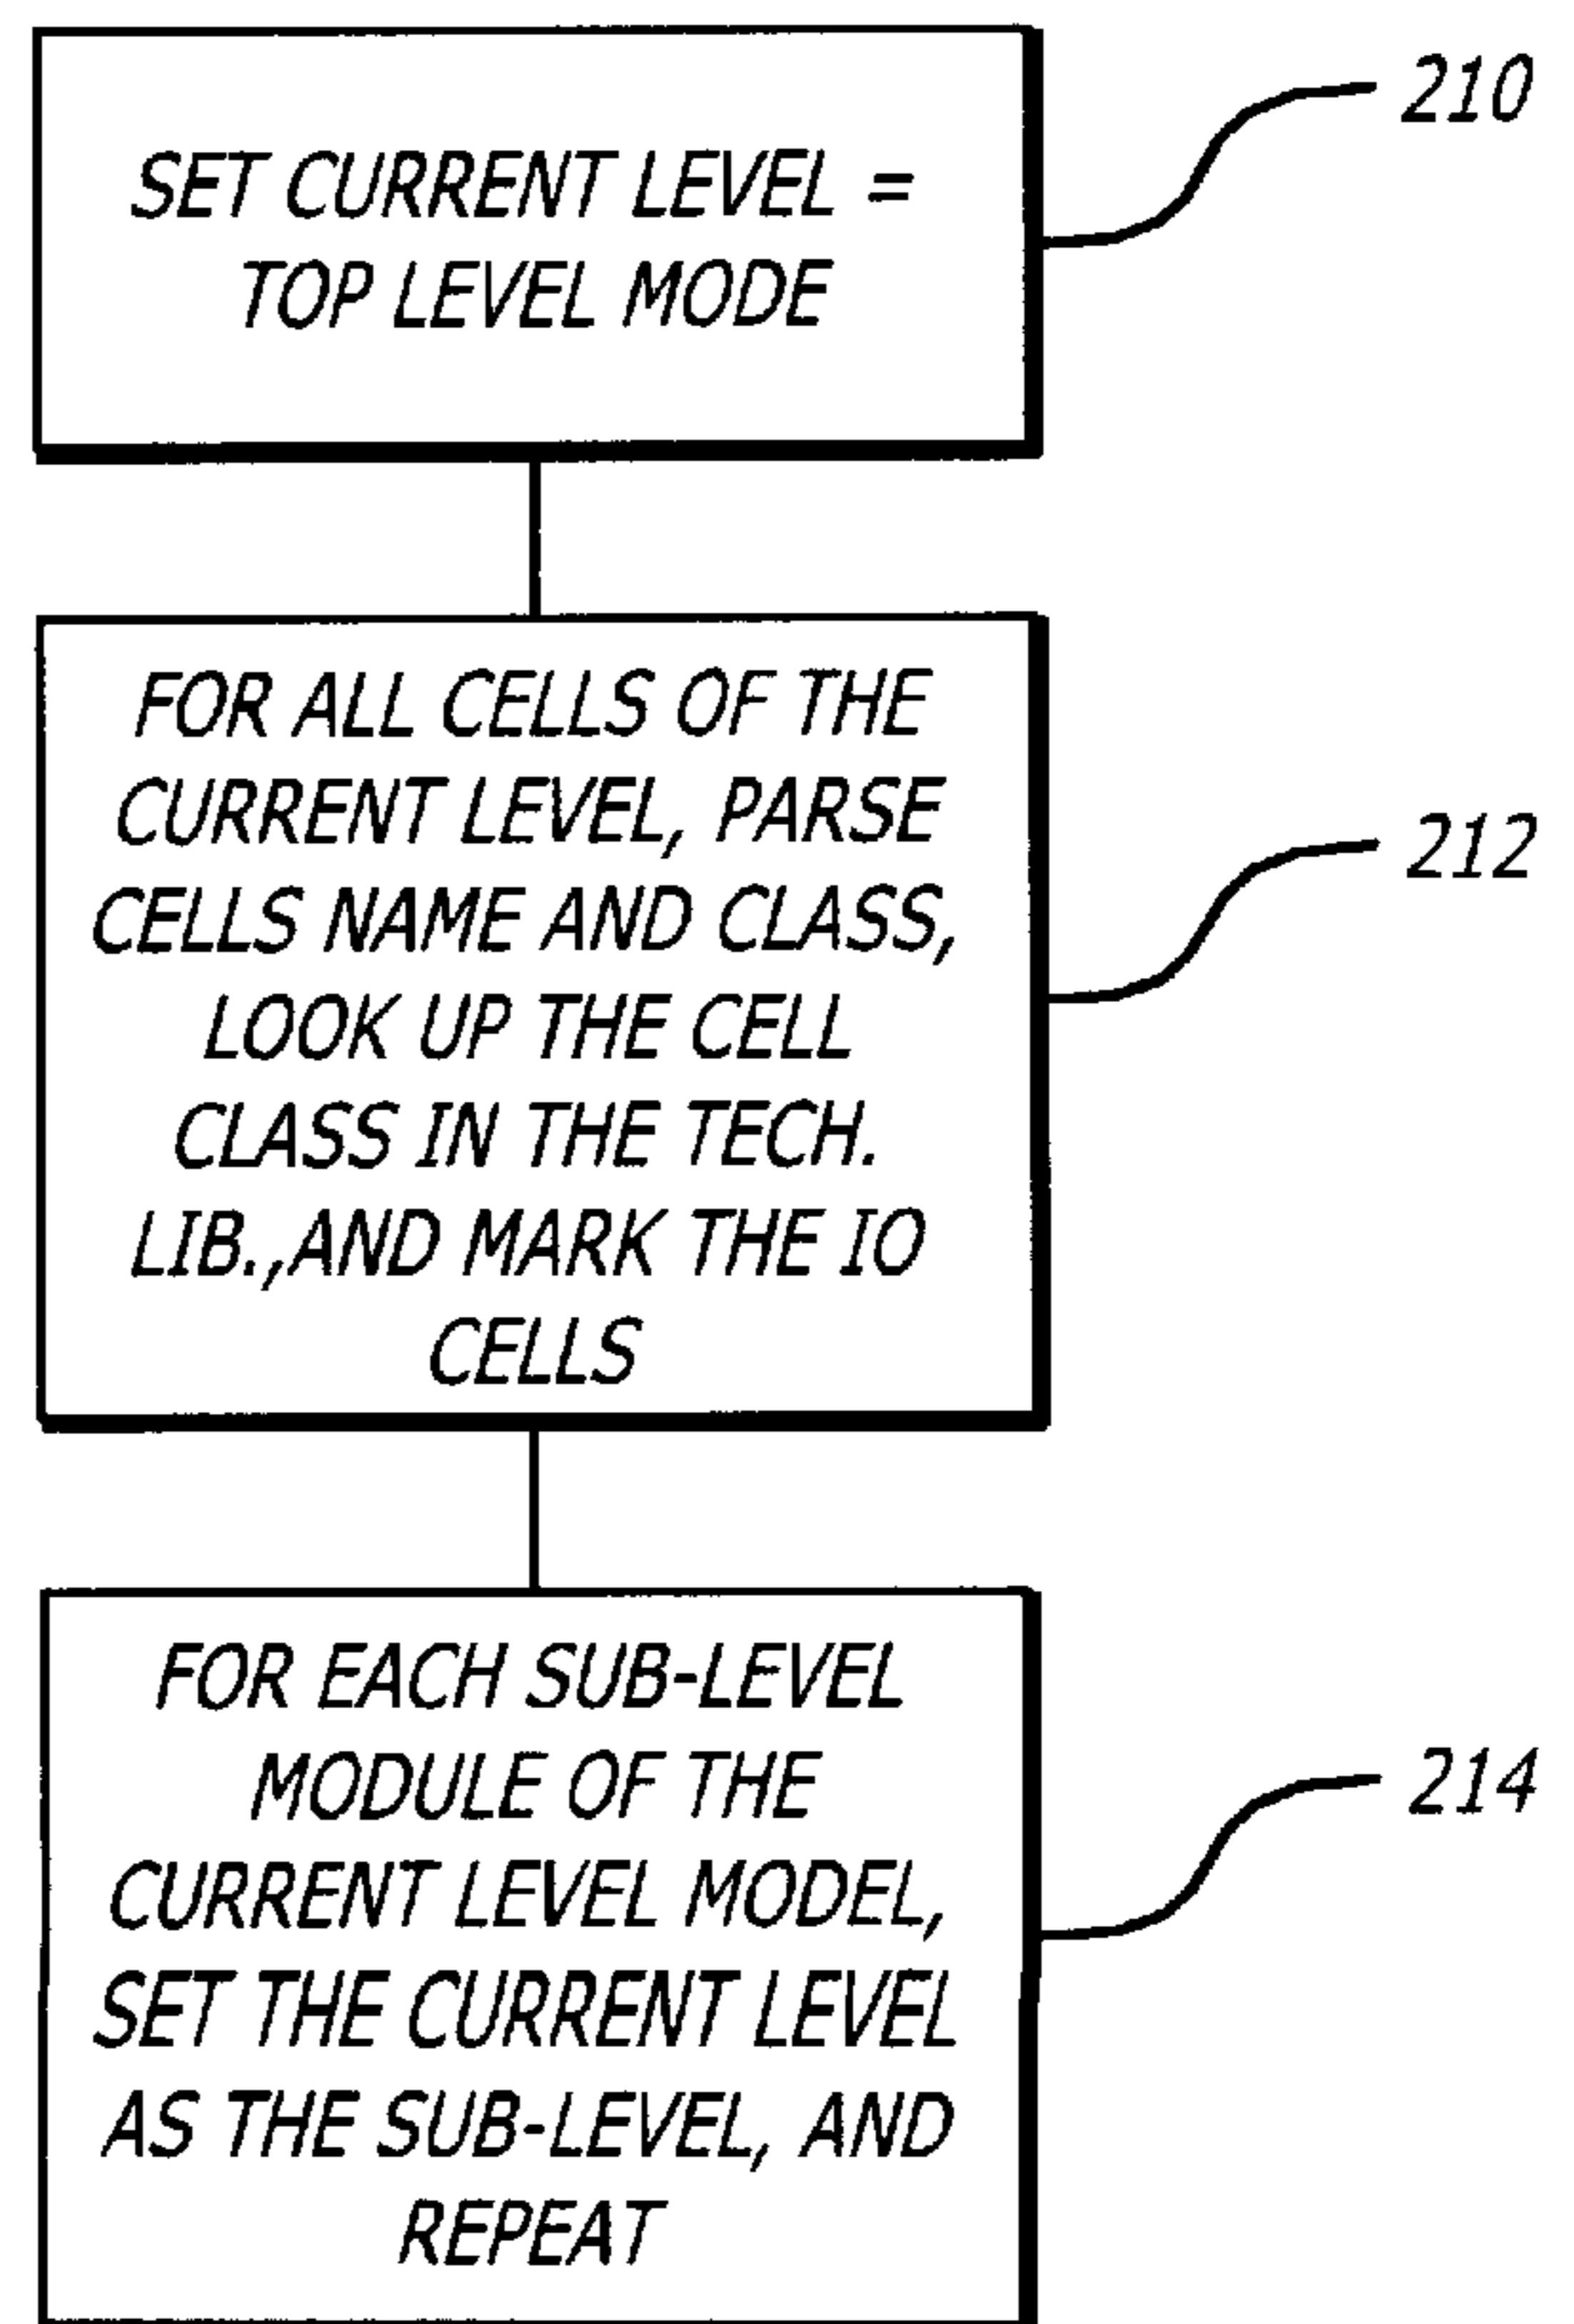 SET CURRENT LEVEL =
TOP LEVEL MODE
210
FOR ALL CELLS OF THE
CURRENT LEVEL, PARSE
CELLS NAME AND CLASS,
LOOK UP THE CELL
CLASS IN THE TECH.
LIB.,AND MARK THE IO
CELLS
212
FOR EACH SUB-LEVEL
MODULE OF THE
CURRENT LEVEL MODEL,
SET THE CURRENT LEVEL
AS THE SUB-LEVEL, AND
REPEAT
214